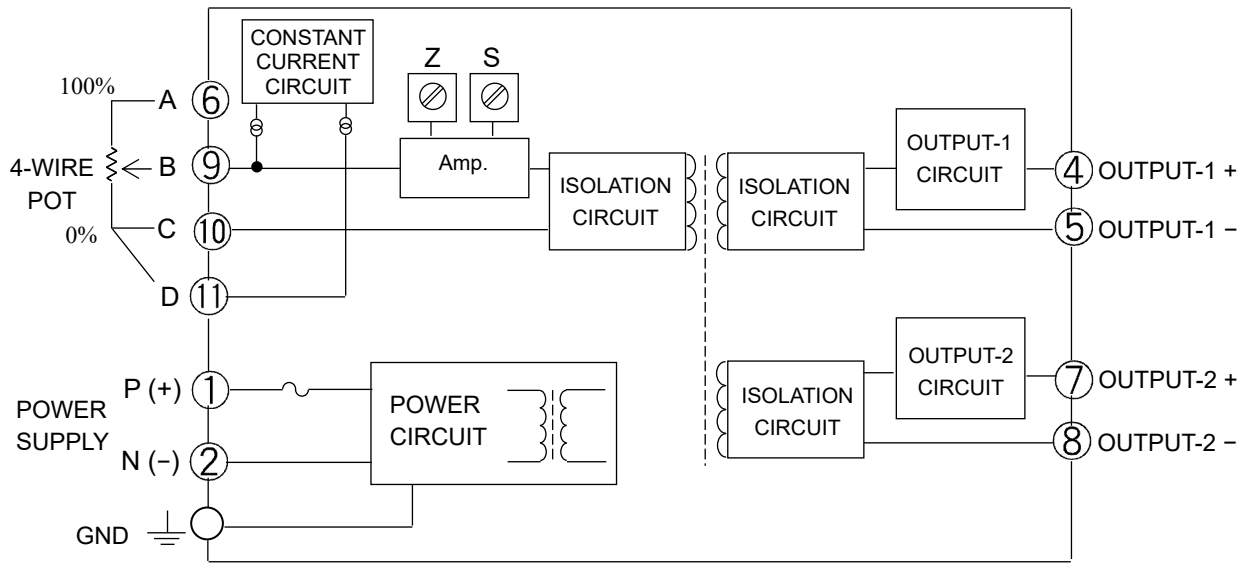 CONSTANT
CURRENT
CIRCUIT
Z
S
100%
A
6
4-WIRE
POT
B
9
Amp.
0%
C
10
D
11
ISOLATION
CIRCUIT
ISOLATION
CIRCUIT
OUTPUT-1
CIRCUIT
4
OUTPUT-1 +
5
OUTPUT-1 −
POWER
SUPPLY
P (+)
1
N (−)
2
GND
POWER
CIRCUIT
ISOLATION
CIRCUIT
OUTPUT-2
CIRCUIT
7
OUTPUT-2 +
8
OUTPUT-2 −